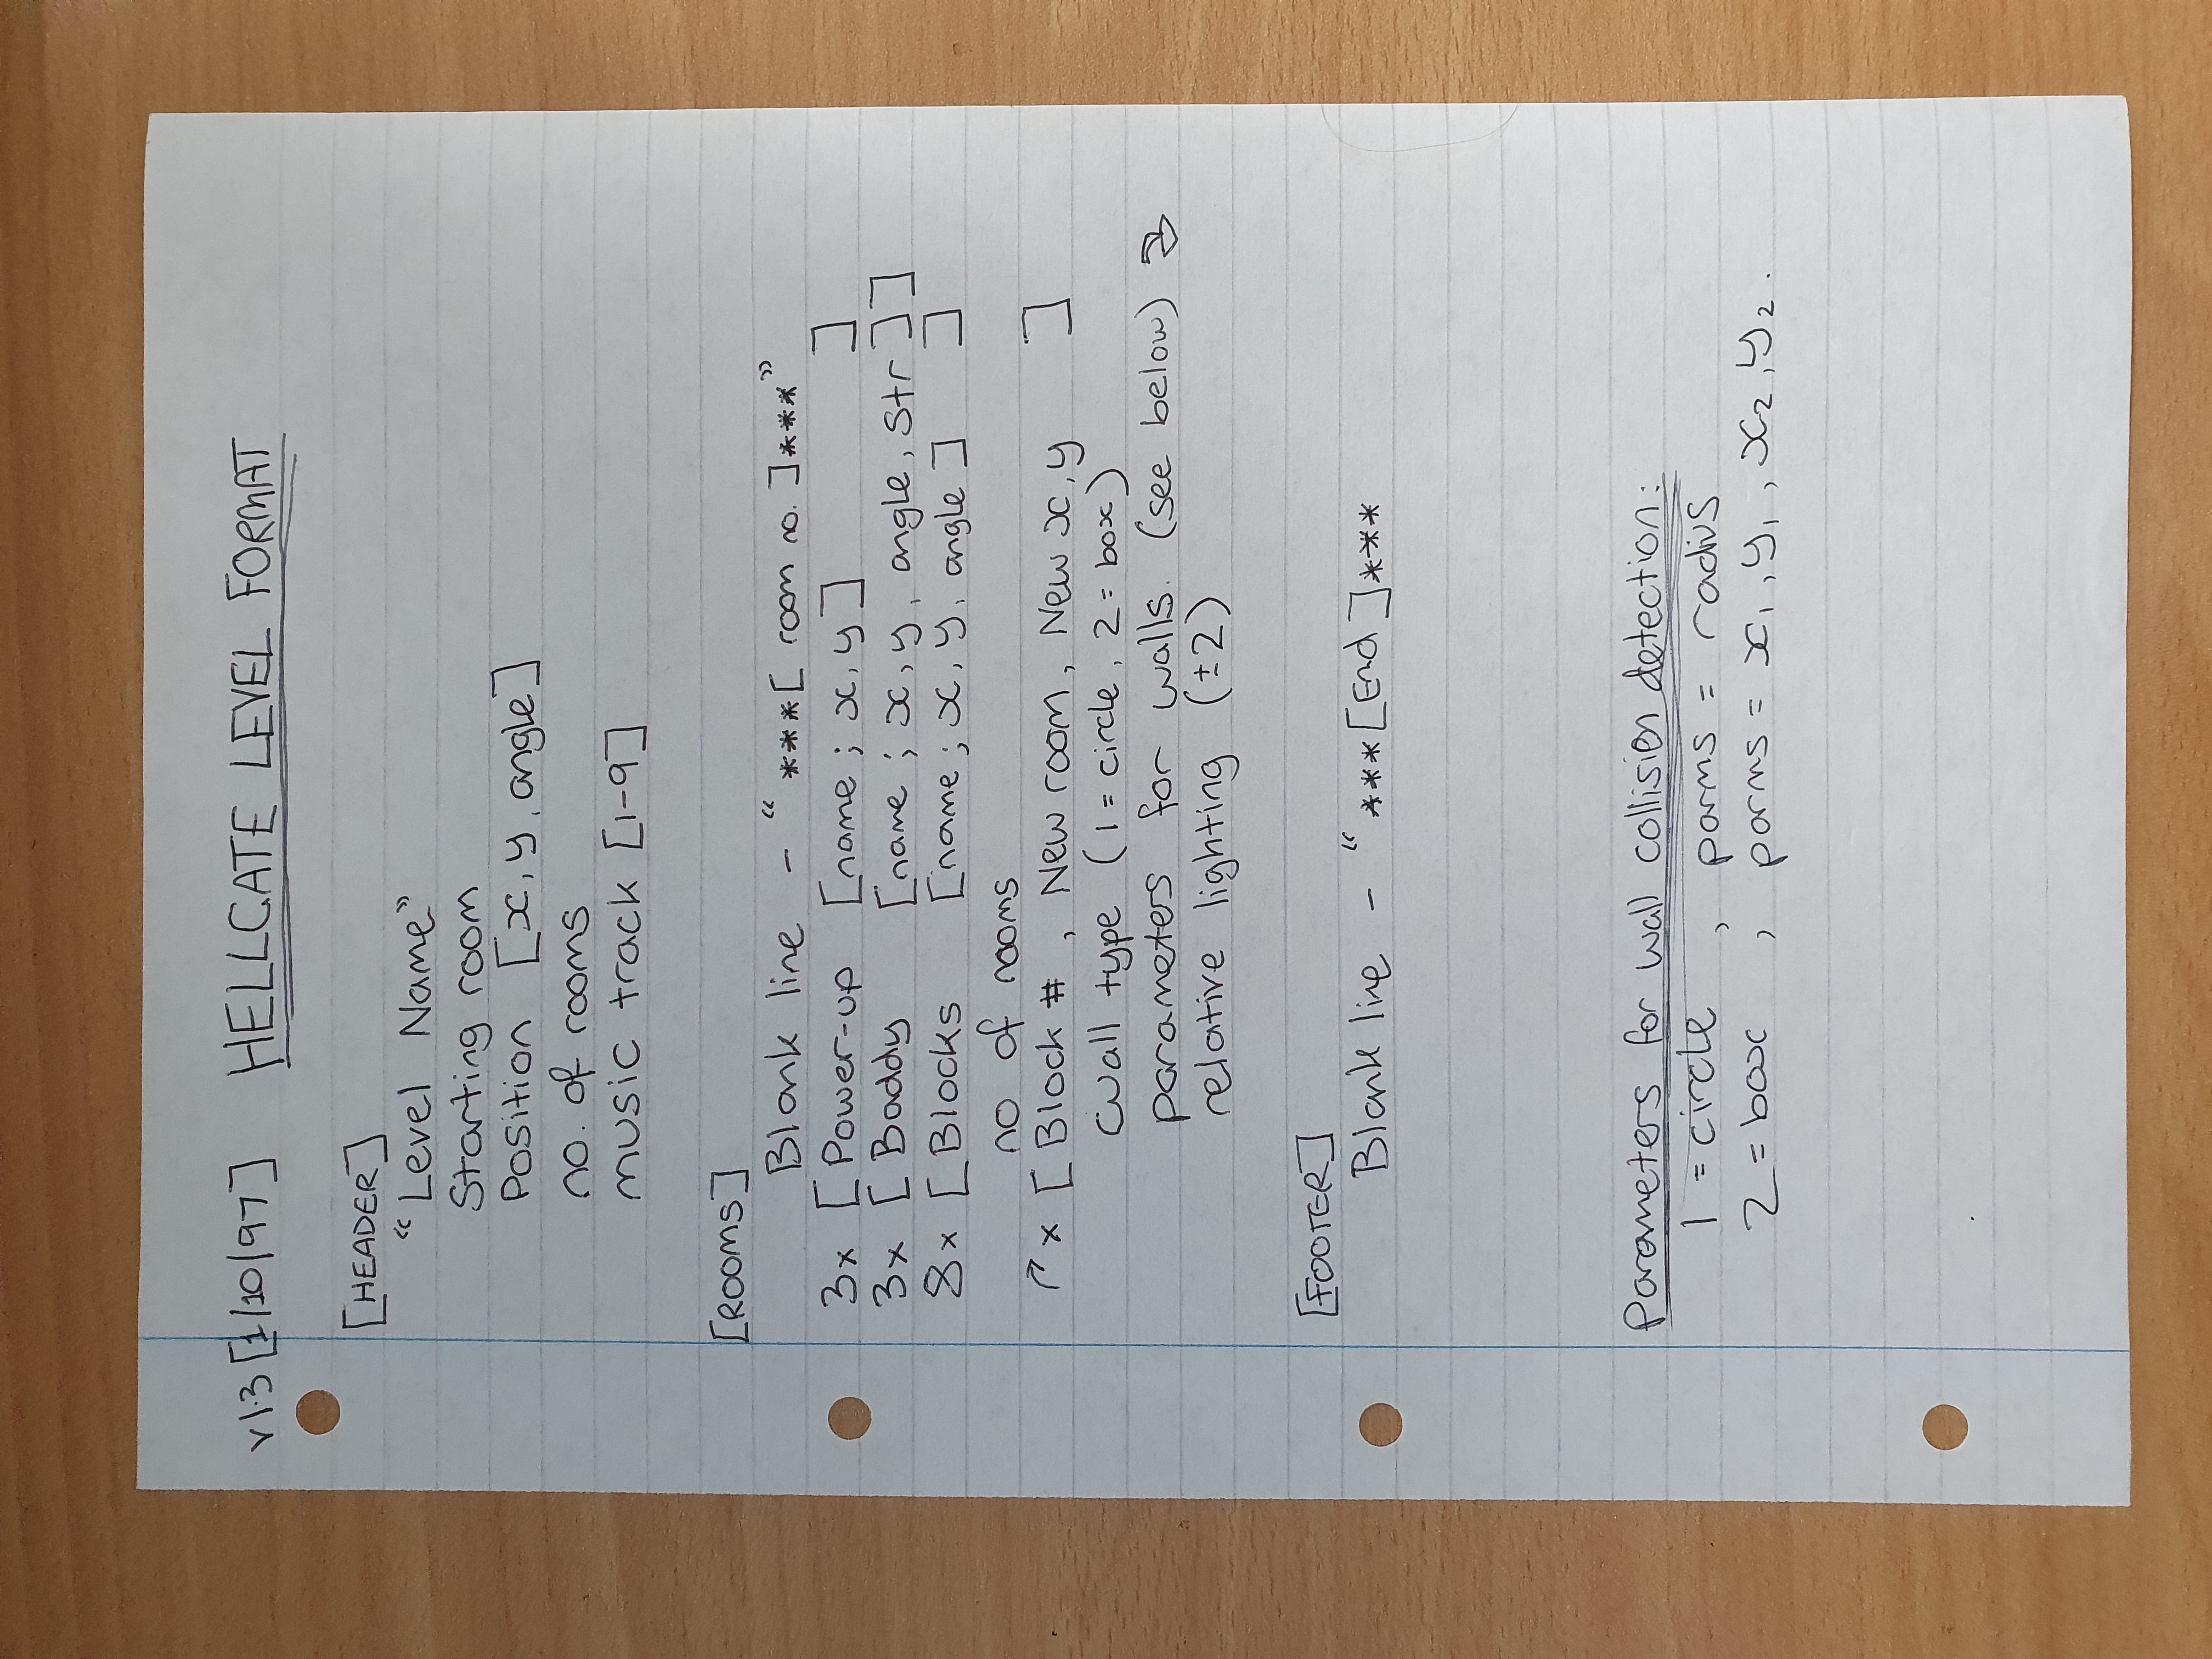 v1.3 [1/10/97] HELLGATE LEVEL FORMAT
[HEADER]
“Level Name”
Starting room
Position [x, y, angle]
no. of rooms
music track [1-9]
[ROOMS]
Blank line - “ ***[ room no. ]***”
3x [ Power-up [name ; x, y ] ]
3x [ Baddy [name ; x, y, angle, str ] ]
8x [ Blocks [name ; x, y, angle ] ]
no of rooms
↱ x [ Block # , New room, New x, y ]
Wall type (1 = circle, 2 = box)
parameters for walls. (see below) ⤵
relative lighting (±2)
[FOOTER]
Blank line - “ ***[End ]***
Parameters for wall collision detection:
1 = circle , parms = radius
2 = box , parms = x₁, y₁, x₂, y₂.